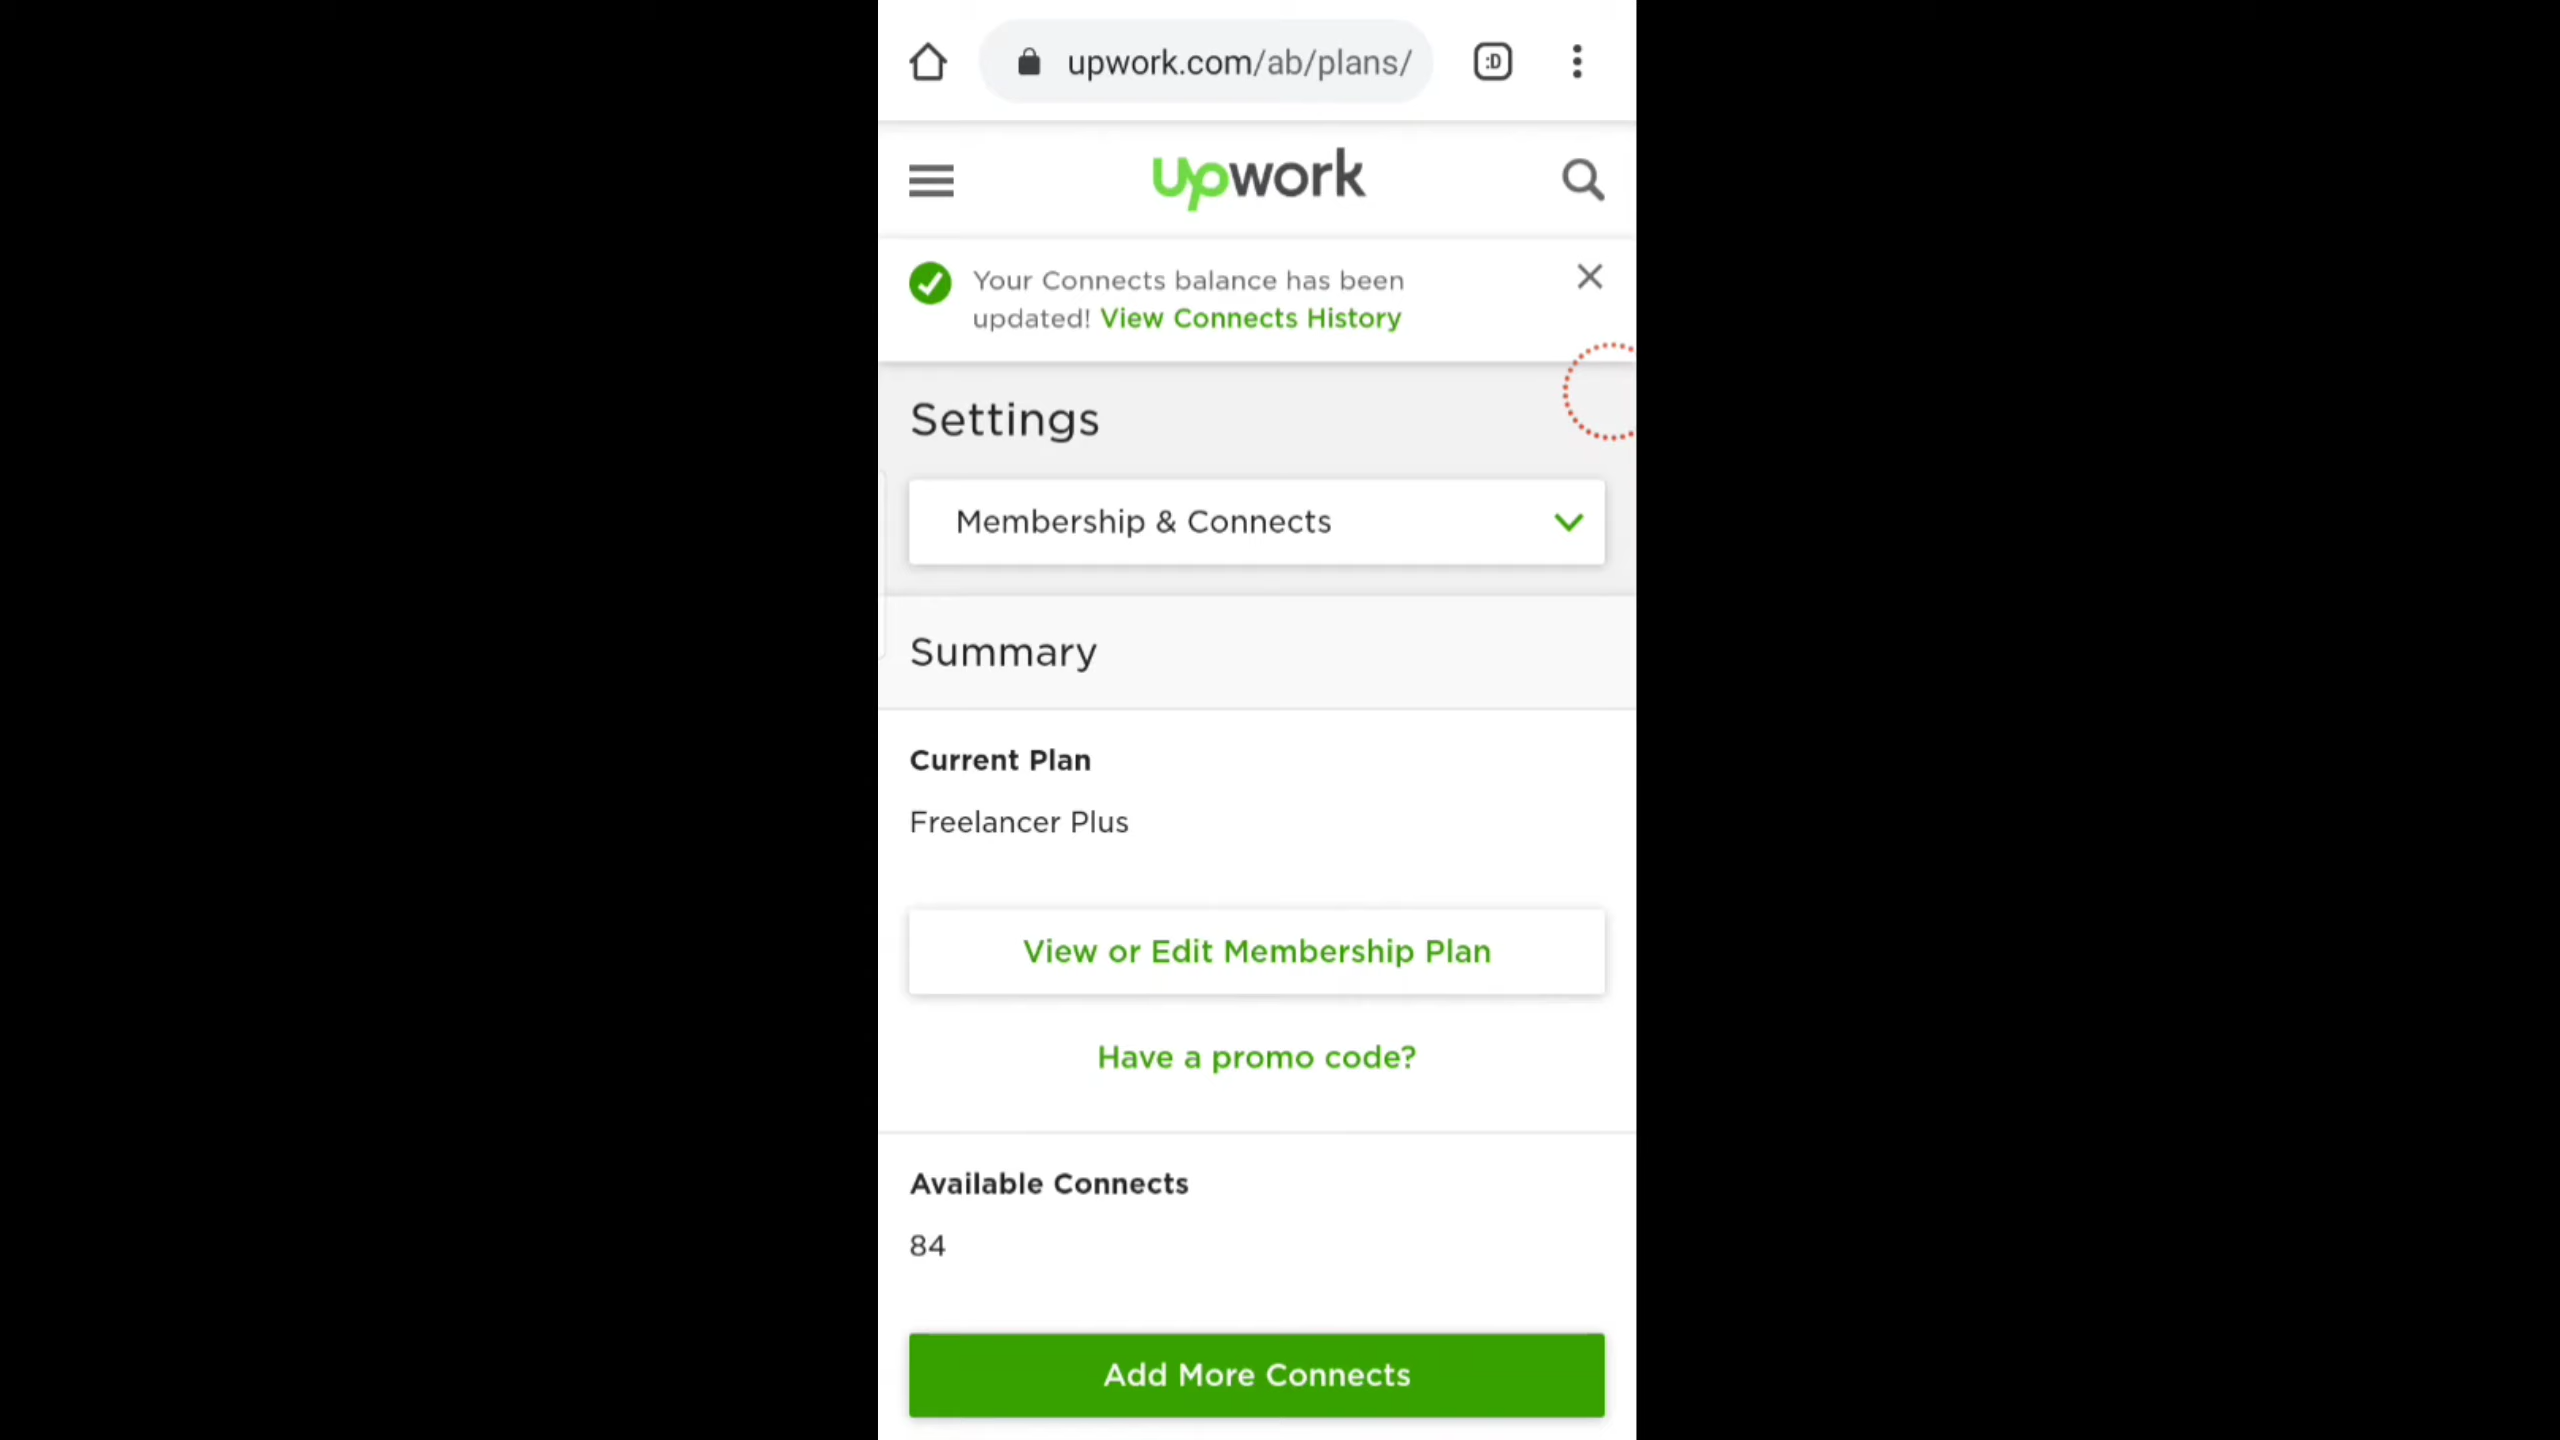 upwork.com/ab/plans/
:D
upwork
Your Connects balance has been
updated! View Connects History
Settings
Membership & Connects
Summary
Current Plan
Freelancer Plus
View or Edit Membership Plan
Have a promo code?
Available Connects
84
Add More Connects